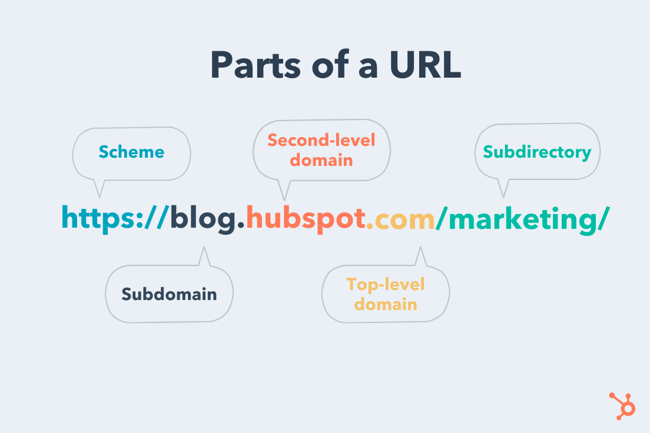 Parts of a URL
Scheme
Second-level
domain
Subdirectory
https://blog.hubspot.com/marketing/
Subdomain
Top-level
domain